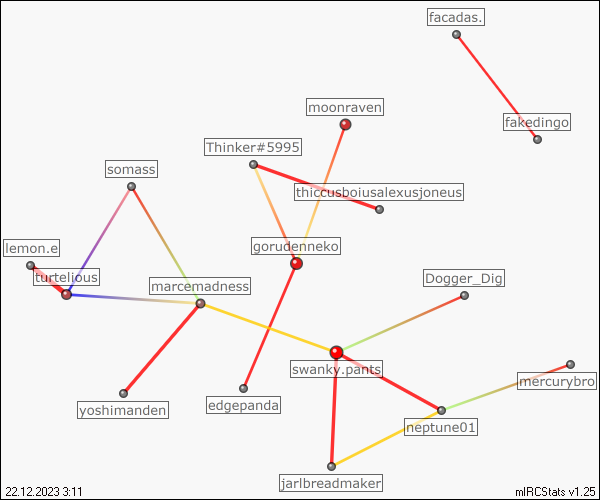 facadas.
moonraven
fakedingo
Thinker#5995
somass
thiccusboiusalexusjoneus
gorudenneko
lemon.e
turtelious
marcemadness
Dogger_Dig
swanky.pants
mercurybro
edgepanda
yoshimanden
neptune01
jarlbreadmaker
22.12.2023 3:11
mIRCStats v1.25